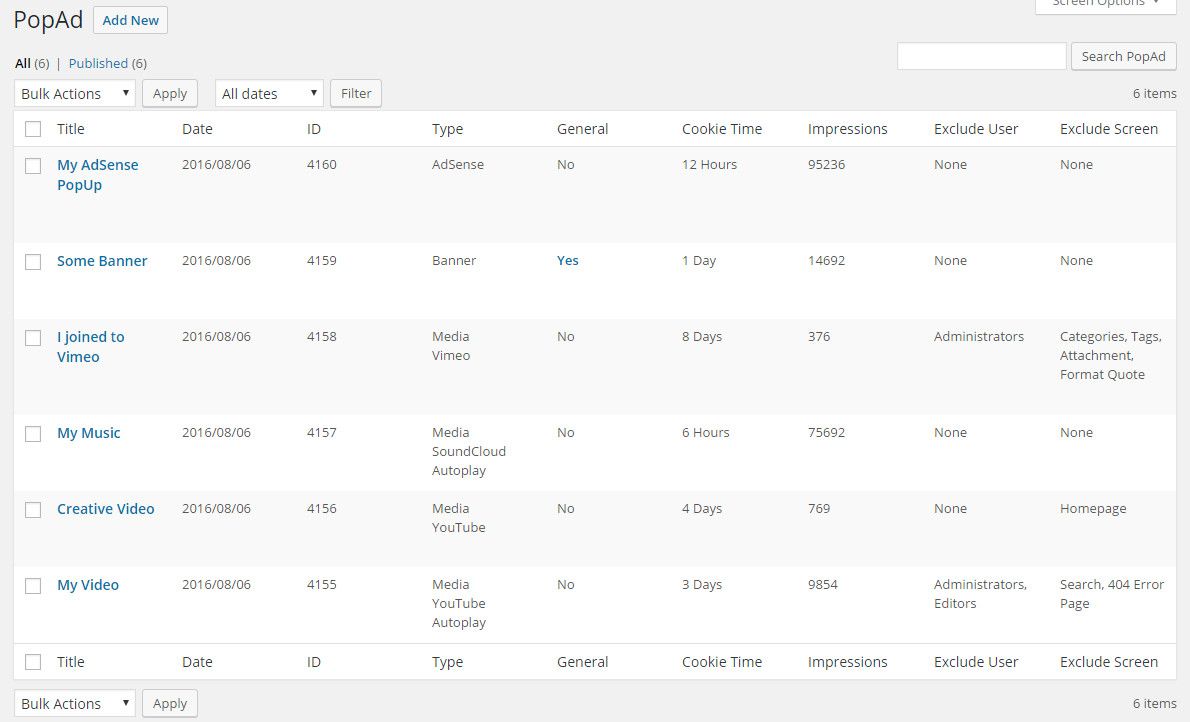 PopAd Add New Screen Options
All (6) | Published (6)
Search PopAd
Bulk Actions Apply All dates Filter 6 items
Title Date ID Type General Cookie Time Impressions Exclude User Exclude Screen
My AdSense 2016/08/06 4160 AdSense No 12 Hours 95236 None None
PopUp
Some Banner 2016/08/06 4159 Banner Yes 1 Day 14692 None None
I joined to 2016/08/06 4158 Media No 8 Days 376 Administrators Categories, Tags,
Vimeo Vimeo Attachment,
Format Quote
My Music 2016/08/06 4157 Media No 6 Hours 75692 None None
SoundCloud
Autoplay
Creative Video 2016/08/06 4156 Media No 4 Days 769 None Homepage
YouTube
My Video 2016/08/06 4155 Media No 3 Days 9854 Administrators, Search, 404 Error
YouTube Editors Page
Autoplay
Title Date ID Type General Cookie Time Impressions Exclude User Exclude Screen
Bulk Actions Apply 6 items